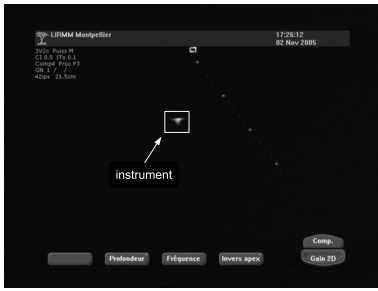 LIRMM Montpellier
17:26:12
02 Nov 2005
3V2c Puiss M
CI 0.5 ITo 0.1
Comp4 Proc P3
GN 1 / /
42ips 21.5cm
instrument
Comp.
Profondeur Fréquence Invers apex Gain 2D